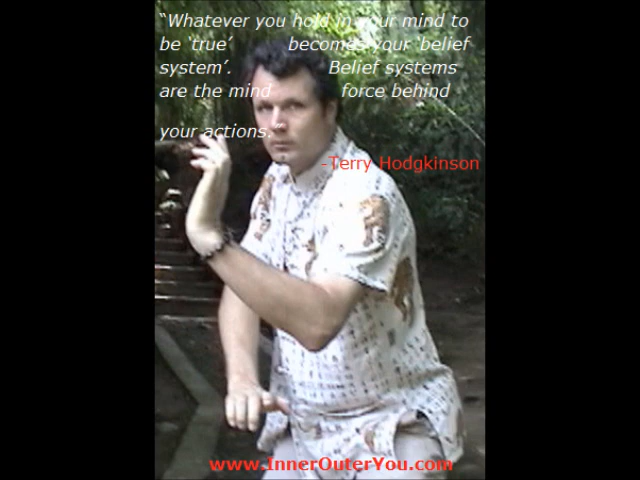 “Whatever you hold in your mind to
be ‘true’ becomes your ‘belief
system’. Belief systems
are the mind force behind
your actions.
-Terry Hodgkinson
www.InnerOuterYou.com